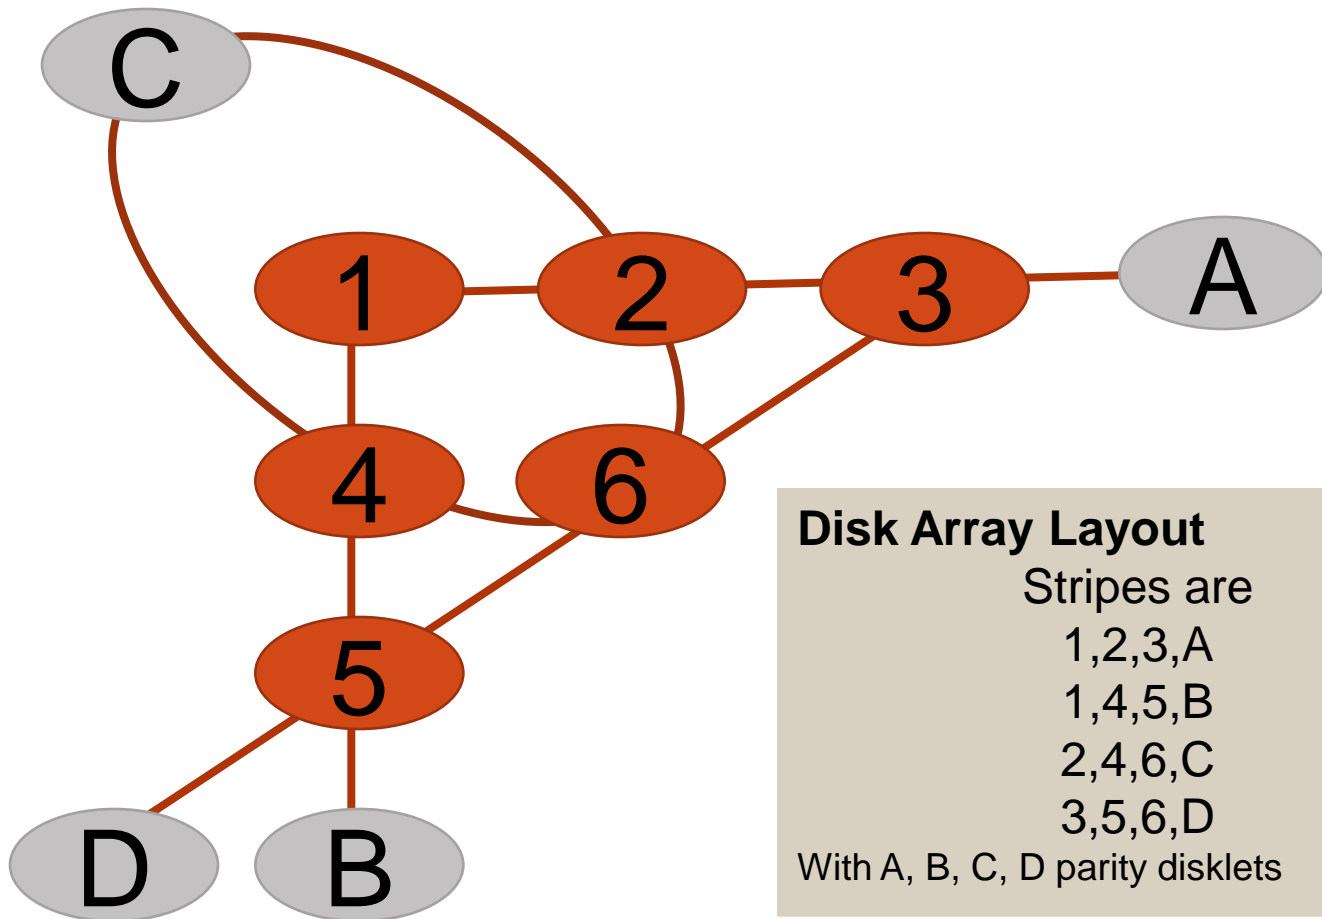 C
1
2
3
A
4
6
5
D
B
Disk Array Layout
Stripes are
1,2,3,A
1,4,5,B
2,4,6,C
3,5,6,D
With A, B, C, D parity disklets